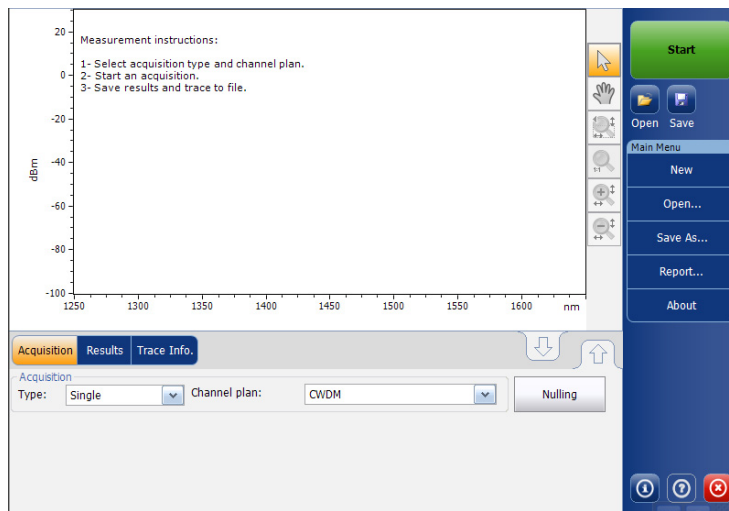 20
0
-20
-40
-60
-80
-100
dBm
Measurement instructions:
1- Select acquisition type and channel plan.
2- Start an acquisition.
3- Save results and trace to file.
1250 1300 1350 1400 1450 1500 1550 1600 nm
1:1
Start
Open Save
Main Menu
New
Open...
Save As...
Report...
About
Acquisition Results Trace Info.
Acquisition
Type: Single Channel plan: CWDM Nulling